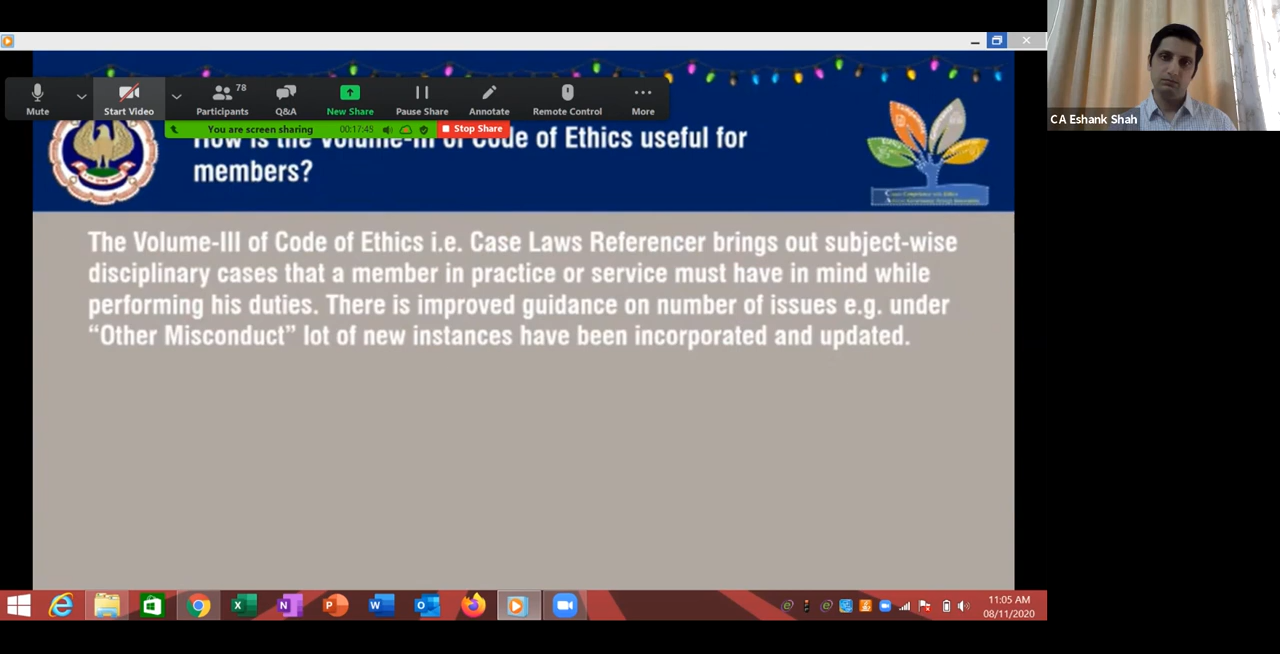 CA Eshank Shah
78
Mute
Start Video
Participants
Q&A
New Share
Pause Share
Annotate
Remote Control
More
You are screen sharing
00:17:45
Stop Share
How is the Volume-III of Code of Ethics useful for
members?
The Volume-III of Code of Ethics i.e. Case Laws Referencer brings out subject-wise
disciplinary cases that a member in practice or service must have in mind while
performing his duties. There is improved guidance on number of issues e.g. under
“Other Misconduct” lot of new instances have been incorporated and updated.
11:05 AM
08/11/2020